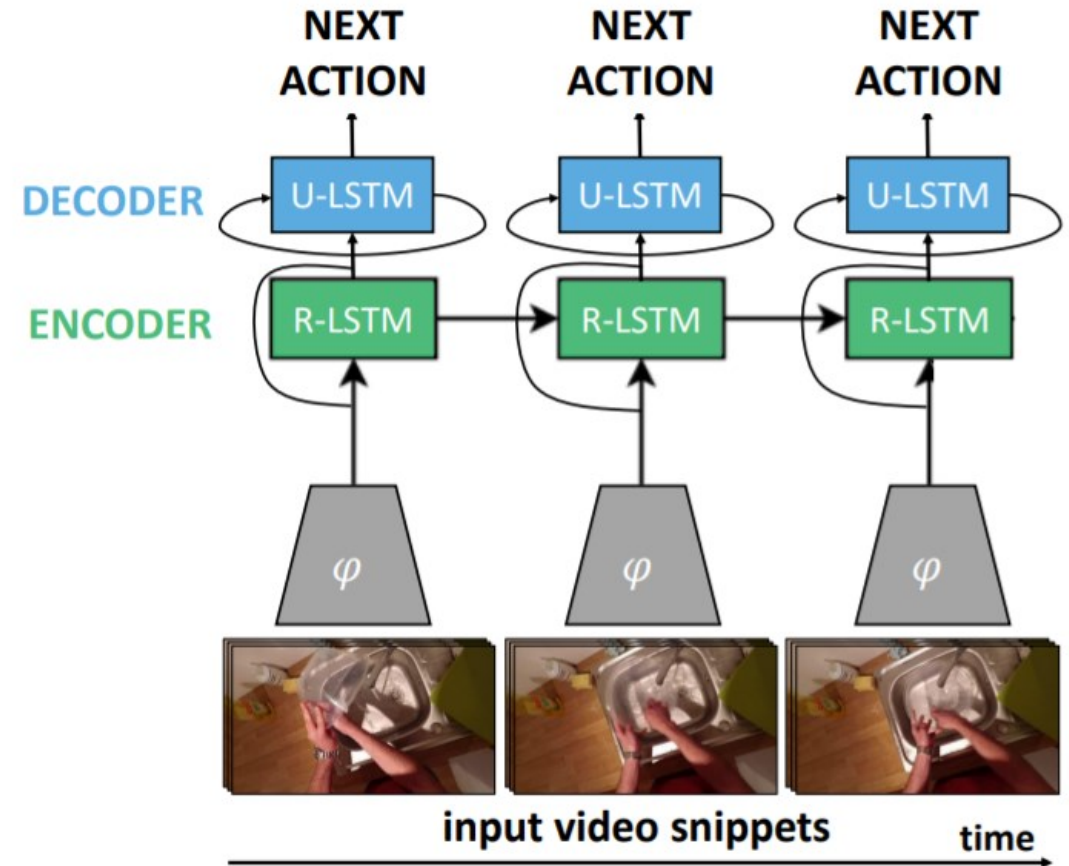 NEXT ACTION NEXT ACTION NEXT ACTION
DECODER U-LSTM U-LSTM U-LSTM
ENCODER R-LSTM R-LSTM R-LSTM
φ φ φ
input video snippets
time